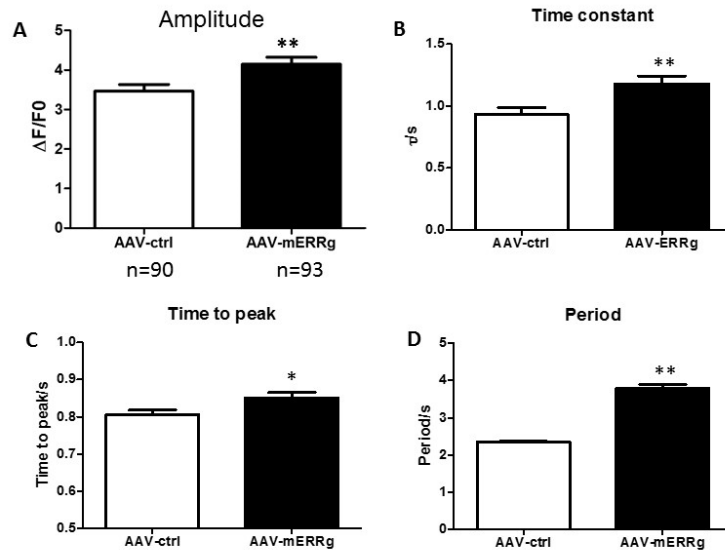 A
Amplitude
5
4
3
2
1
0
ΔF/F0
**
AAV-ctrl AAV-mERRg
n=90 n=93
B
Time constant
1.5
1.0
0.5
0.0
τ/s
**
AAV-ctrl AAV-ERRg
C
Time to peak
1.0
0.9
0.8
0.7
0.6
0.5
Time to peak/s
*
AAV-ctrl AAV-mERRg
D
Period
5
4
3
2
1
0
Period/s
**
AAV-ctrl AAV-mERRg